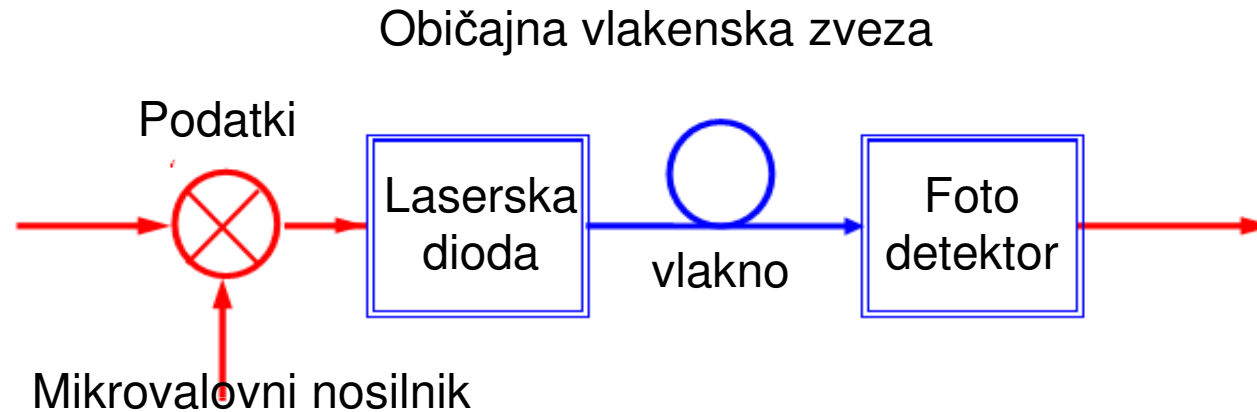 Običajna vlakenska zveza
Podatki
Laserska
dioda
vlakno
Foto
detektor
Mikrovalovni nosilnik